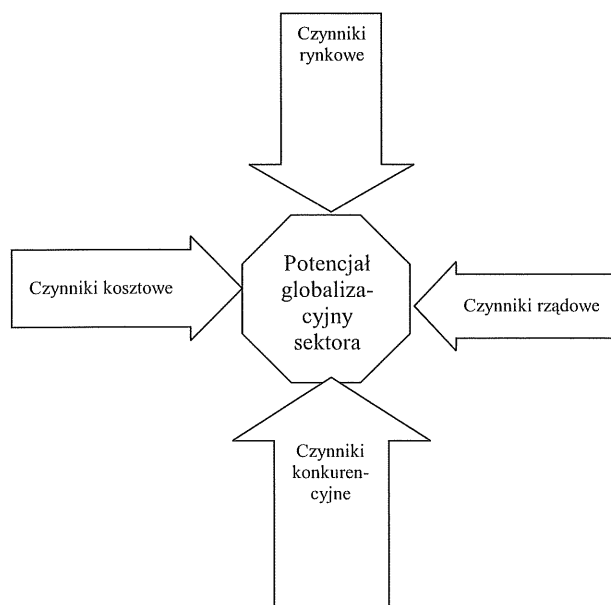 Czynniki
rynkowe
Czynniki kosztowe
Potencjał
globaliza-
cyjny
sektora
Czynniki rządowe
Czynniki
konkuren-
cyjne